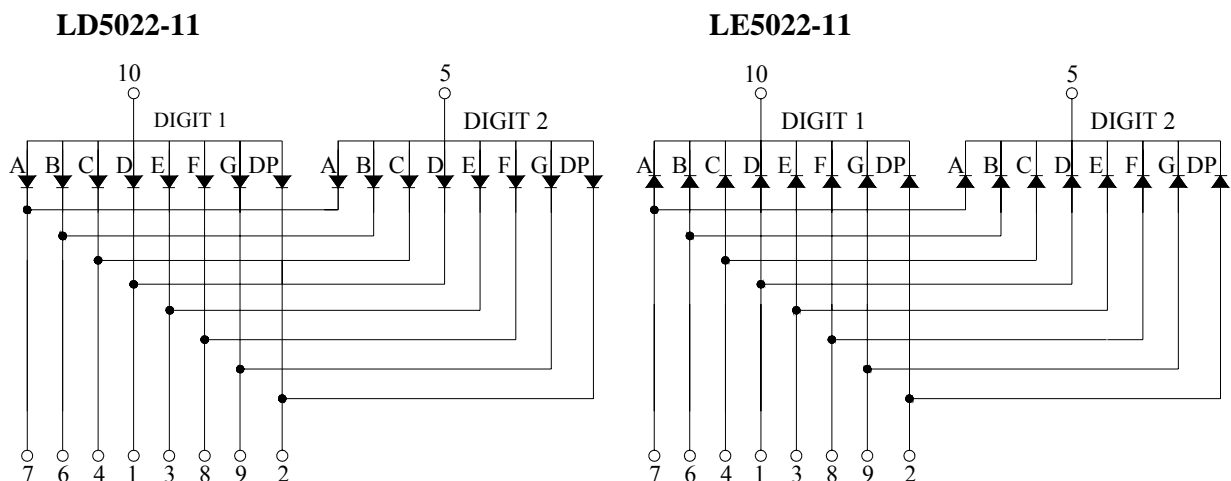 LD5022-11
LE5022-11
10 5
10 5
DIGIT 1 DIGIT 2
DIGIT 1 DIGIT 2
A B C D E F G DP A B C D E F G DP
A B C D E F G DP A B C D E F G DP
7 6 4 1 3 8 9 2
7 6 4 1 3 8 9 2